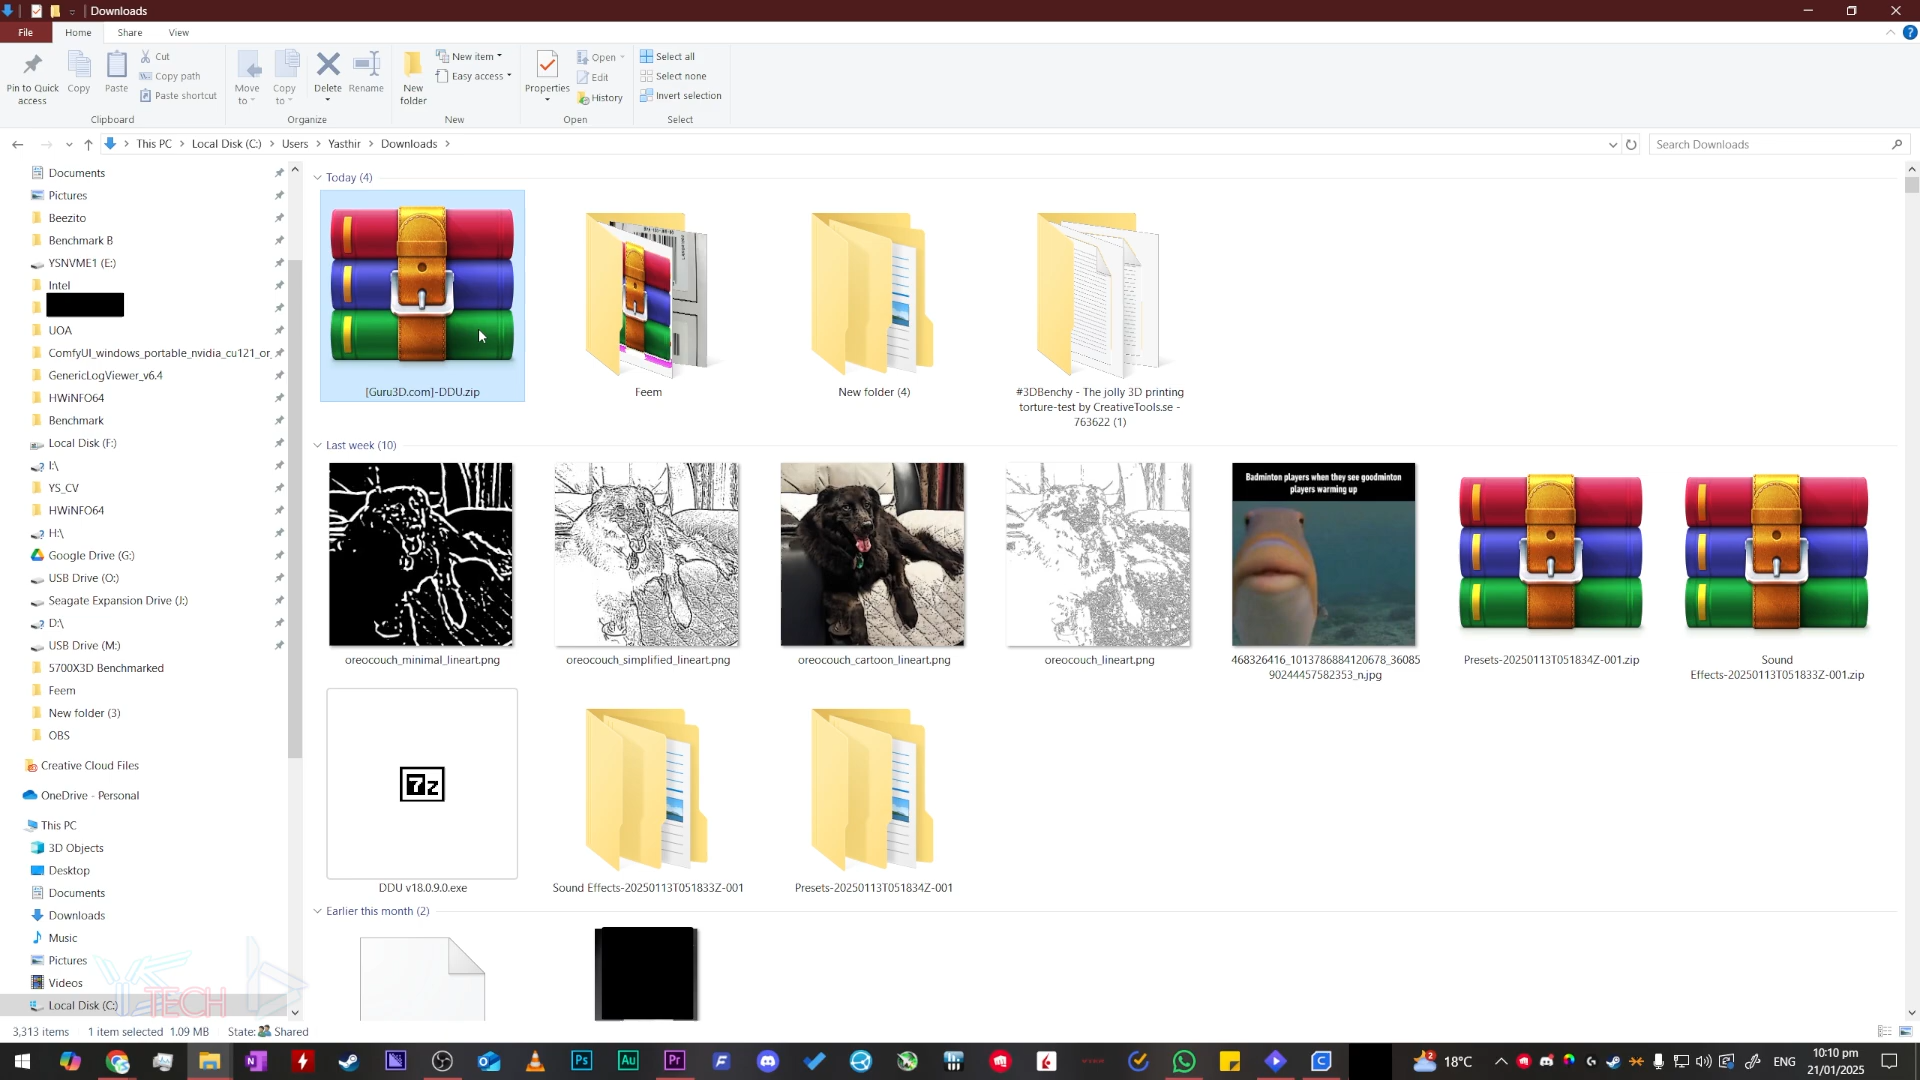 Downloads
File
Home
Share
View
Pin to Quick
access
Copy
Paste
Cut
Copy path
Paste shortcut
Clipboard
Move
to
Copy
to
Delete
Rename
Organize
New
folder
New item
Easy access
New
Properties
Open
Edit
History
Open
Select all
Select none
Invert selection
Select
This PC
Local Disk (C:)
Users
Yasthir
Downloads
Search Downloads
Documents
Pictures
Beezito
Benchmark B
YSNVME1 (E:)
Intel
UOA
ComfyUI_windows_portable_nvidia_cu121_or
GenericLogViewer_v6.4
HWiNFO64
Benchmark
Local Disk (F:)
I:\
YS_CV
HWiNFO64
H:\
Google Drive (G:)
USB Drive (O:)
Seagate Expansion Drive (J:)
D:\
USB Drive (M:)
5700X3D Benchmarked
Feem
New folder (3)
OBS
Creative Cloud Files
OneDrive - Personal
This PC
3D Objects
Desktop
Documents
Downloads
Music
Pictures
Videos
Local Disk (C:)
Today (4)
[Guru3D.com]-DDU.zip
Feem
New folder (4)
#3DBenchy - The jolly 3D printing
torture-test by CreativeTools.se -
763622 (1)
Last week (10)
oreocouch_minimal_lineart.png
oreocouch_simplified_lineart.png
oreocouch_cartoon_lineart.png
oreocouch_lineart.png
Badminton players when they see goodminton
players warming up
468326416_1013786884120678_36085
90244457582353_n.jpg
Presets-20250113T051834Z-001.zip
Sound
Effects-20250113T051833Z-001.zip
7z
DDU v18.0.9.0.exe
Sound Effects-20250113T051833Z-001
Presets-20250113T051834Z-001
Earlier this month (2)
TECH
3,313 items
1 item selected 1.09 MB
State: Shared
Ps
Au
Pr
2
18°C
ENG
10:10 pm
21/01/2025